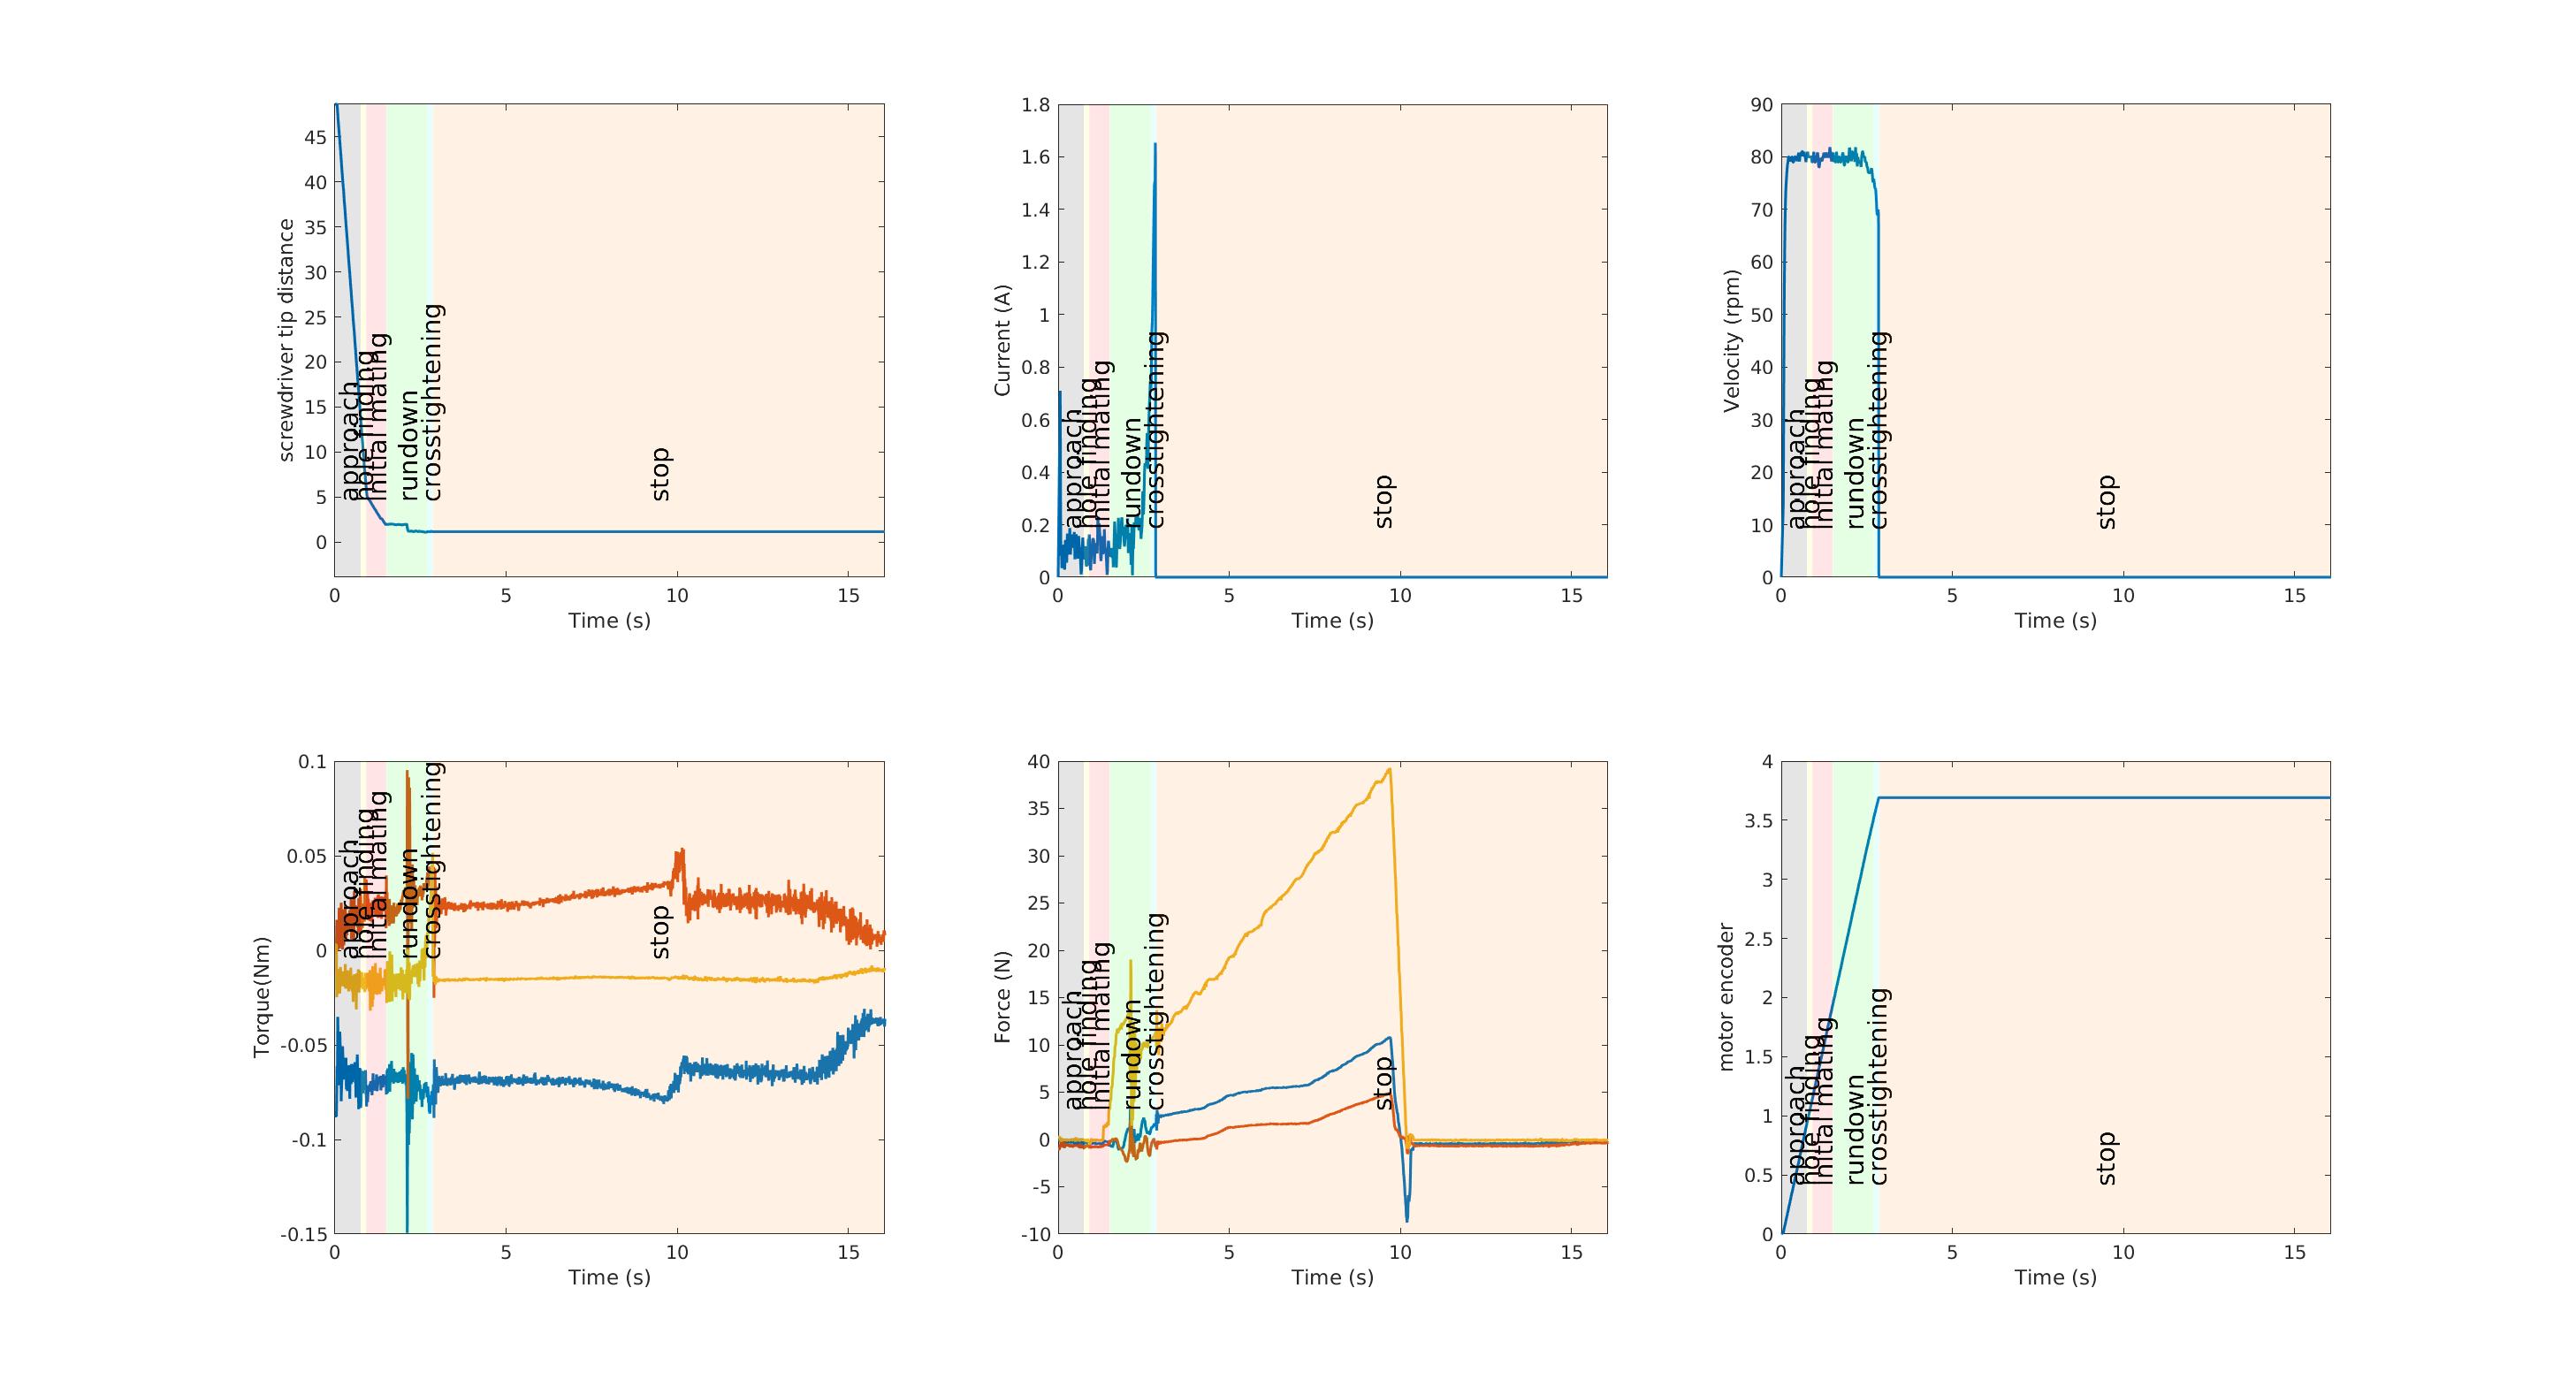 screwdriver tip distance
45
40
35
30
25
20
15
10
5
0
approach
hole finding
Initial mating
rundown
crosstightening
stop
0 5 10 15
Time (s)
Current (A)
1.8
1.6
1.4
1.2
1
0.8
0.6
0.4
0.2
0
approach
hole finding
Initial mating
rundown
crosstightening
stop
0 5 10 15
Time (s)
Velocity (rpm)
90
80
70
60
50
40
30
20
10
0
approach
hole finding
Initial mating
rundown
crosstightening
stop
0 5 10 15
Time (s)
Torque(Nm)
0.1
0.05
0
-0.05
-0.1
-0.15
approach
hole finding
Initial mating
rundown
crosstightening
stop
0 5 10 15
Time (s)
Force (N)
40
35
30
25
20
15
10
5
0
-5
-10
approach
hole finding
Initial mating
rundown
crosstightening
stop
0 5 10 15
Time (s)
motor encoder
4
3.5
3
2.5
2
1.5
1
0.5
0
approach
hole finding
Initial mating
rundown
crosstightening
stop
0 5 10 15
Time (s)